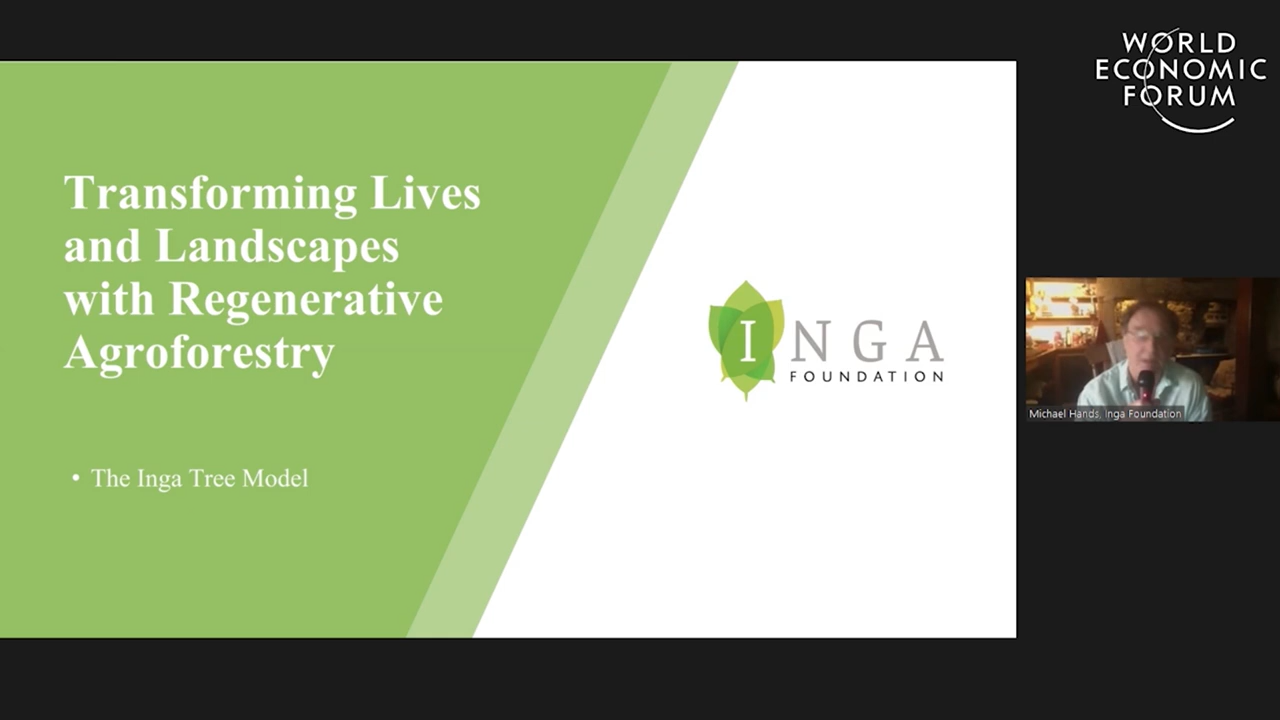 WORLD
ECONOMIC
FORUM
Transforming Lives
and Landscapes
with Regenerative
Agroforestry
• The Inga Tree Model
INGA
FOUNDATION
Michael Hands, Inga Foundation